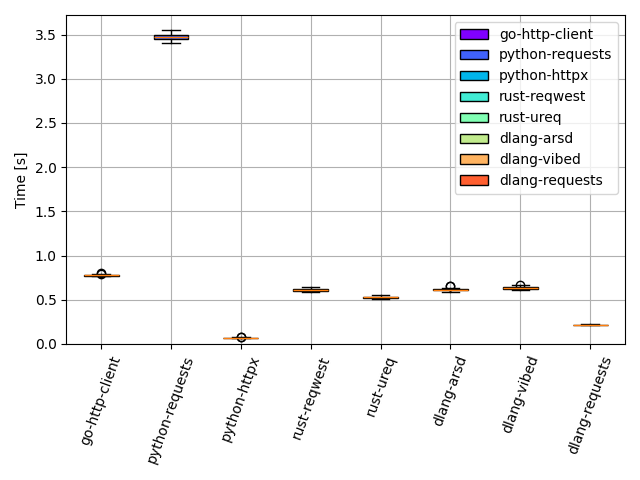 3.5
3.0
2.5
2.0
1.5
1.0
0.5
0.0
Time [s]
go-http-client
python-requests
python-httpx
rust-reqwest
rust-ureq
dlang-arsd
dlang-vibed
dlang-requests
go-http-client
python-requests
python-httpx
rust-reqwest
rust-ureq
dlang-arsd
dlang-vibed
dlang-requests